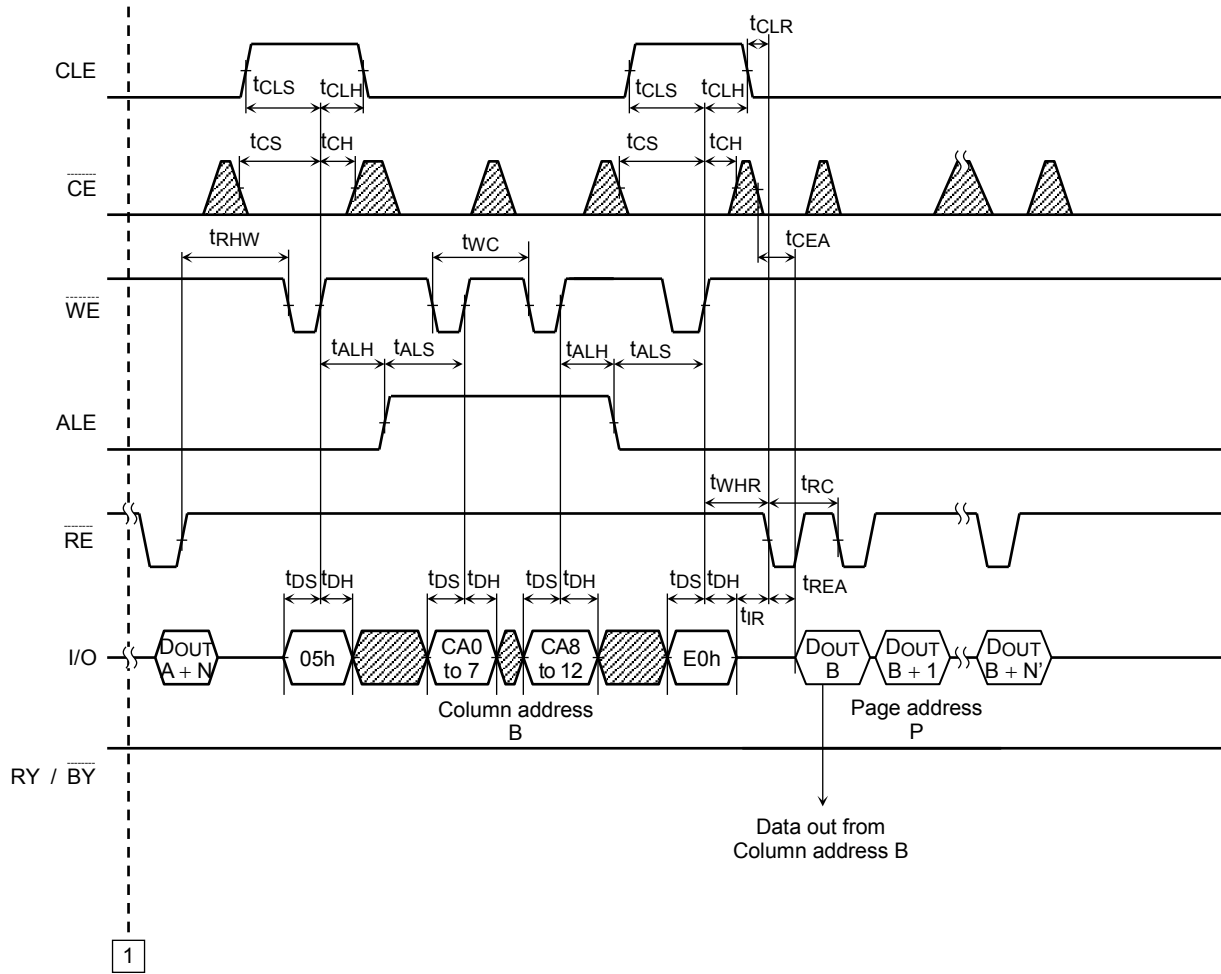 tCLR
CLE
tCLS tCLH tCLS tCLH
tCS tCH tCS tCH
CE
tCEA
tRHW tWC
WE
tALH tALS tALH tALS
ALE
tWHR tRC
RE
tDS tDH tDS tDH tDS tDH tDS tDH tREA
tIR
I/O
DOUT
A + N
05h
CA0
to 7
CA8
to 12
E0h
DOUT
B
DOUT
B + 1
DOUT
B + N’
Column address
B
Page address
P
RY / BY
Data out from
Column address B
1